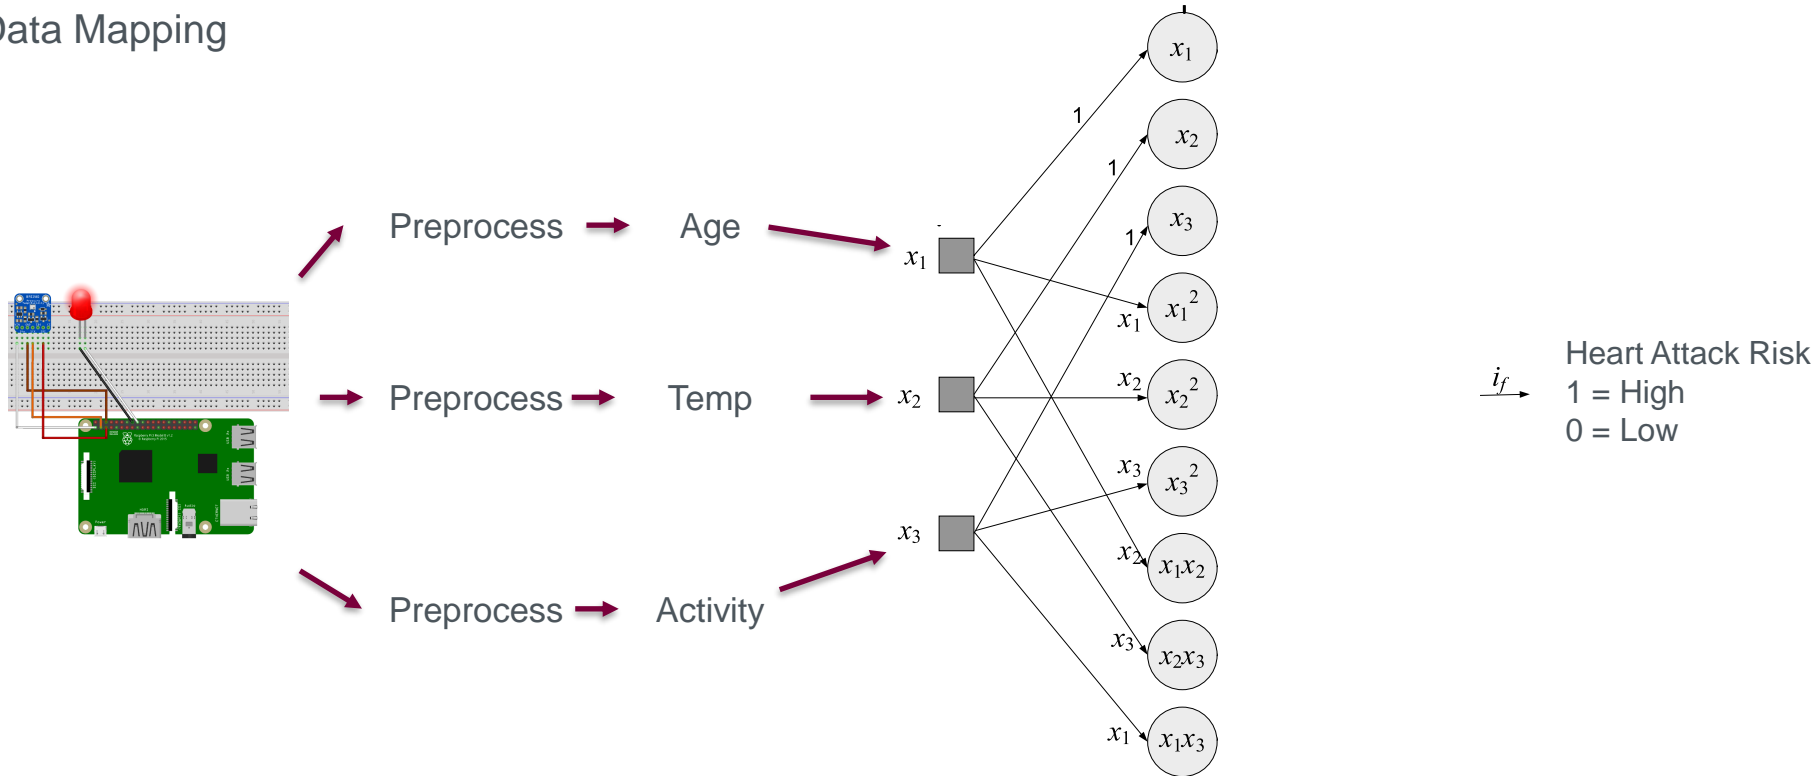 Data Mapping
Preprocess
Age
Preprocess
Temp
Preprocess
Activity
x₁
x₂
x₃
1
1
1
x₁
x₂
x₃
x₂
x₃
x₁
x₁
x₂
x₃
x₁²
x₂²
x₃²
x₁x₂
x₂x₃
x₁x₃
i_f
Heart Attack Risk
1 = High
0 = Low